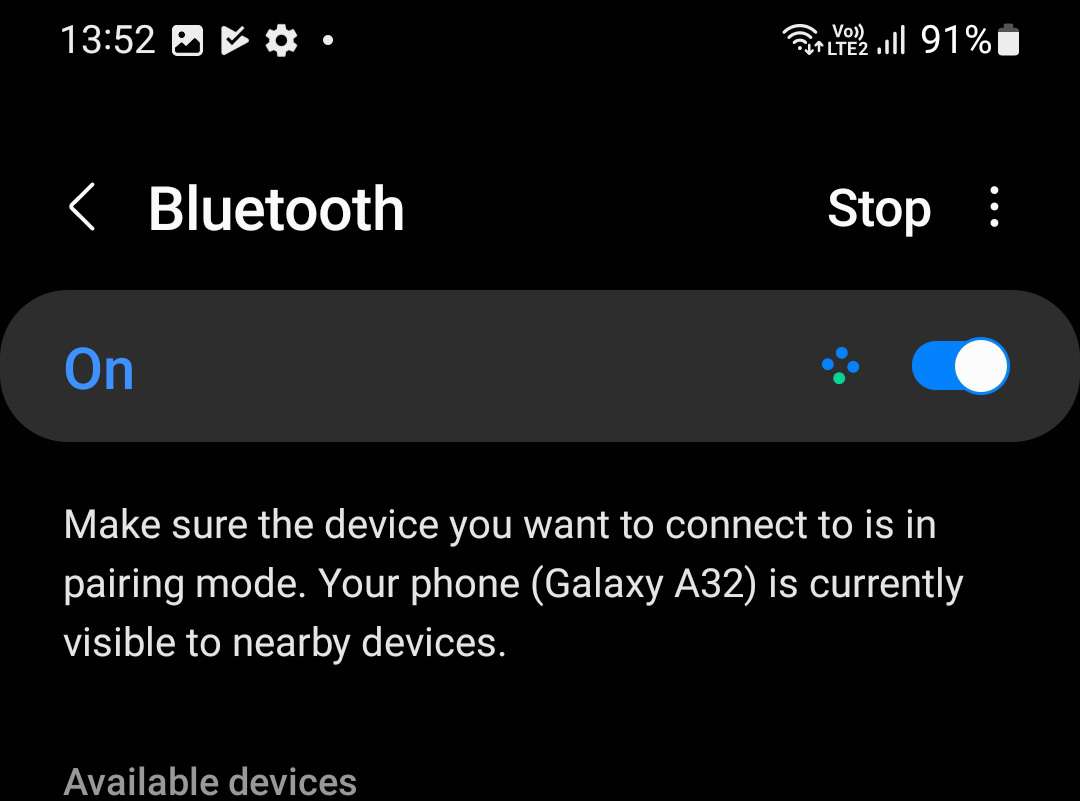 13:52 Vo)) LTE2 91%
Bluetooth Stop
On
Make sure the device you want to connect to is in
pairing mode. Your phone (Galaxy A32) is currently
visible to nearby devices.
Available devices